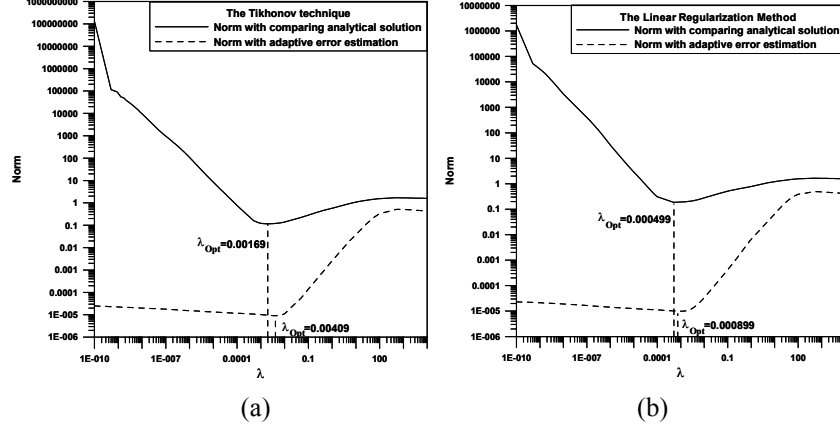 The Tikhonov technique
Norm with comparing analytical solution
Norm with adaptive error estimation
1000000000
100000000
10000000
1000000
100000
10000
1000
100
10
1
0.1
0.01
0.001
0.0001
1E-005
1E-006
Norm
λOpt=0.00169
λOpt=0.00409
1E-010
1E-007
0.0001
0.1
100
λ
(a)
The Linear Regularization Method
Norm with comparing analytical solution
Norm with adaptive error estimation
10000000
1000000
100000
10000
1000
100
10
1
0.1
0.01
0.001
0.0001
1E-005
1E-006
Norm
λOpt=0.000499
λOpt=0.000899
1E-010
1E-007
0.0001
0.1
100
λ
(b)